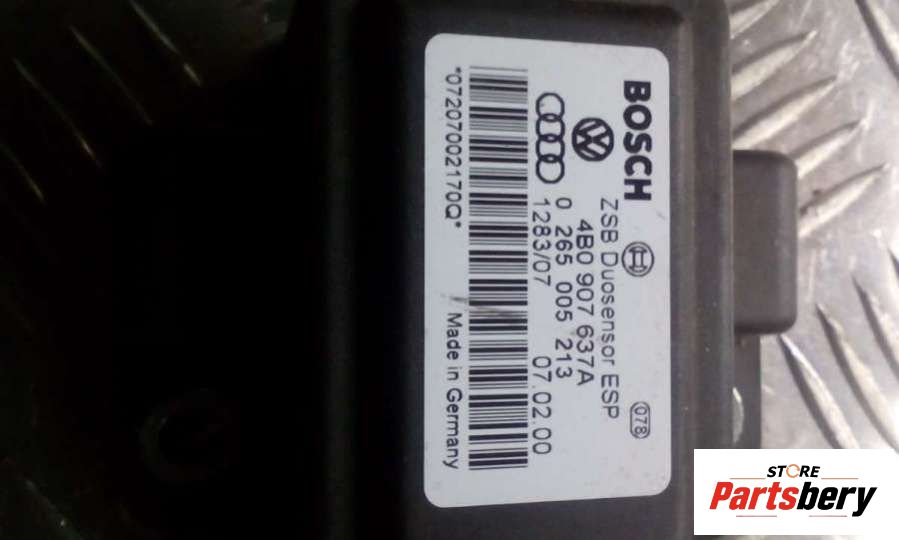 BOSCH
078
ZSB Duosensor ESP
4B0 907 637A
0 265 005 213
1283/07 07.02.00
*07207002170Q*
Made in Germany
STORE
Partsbery